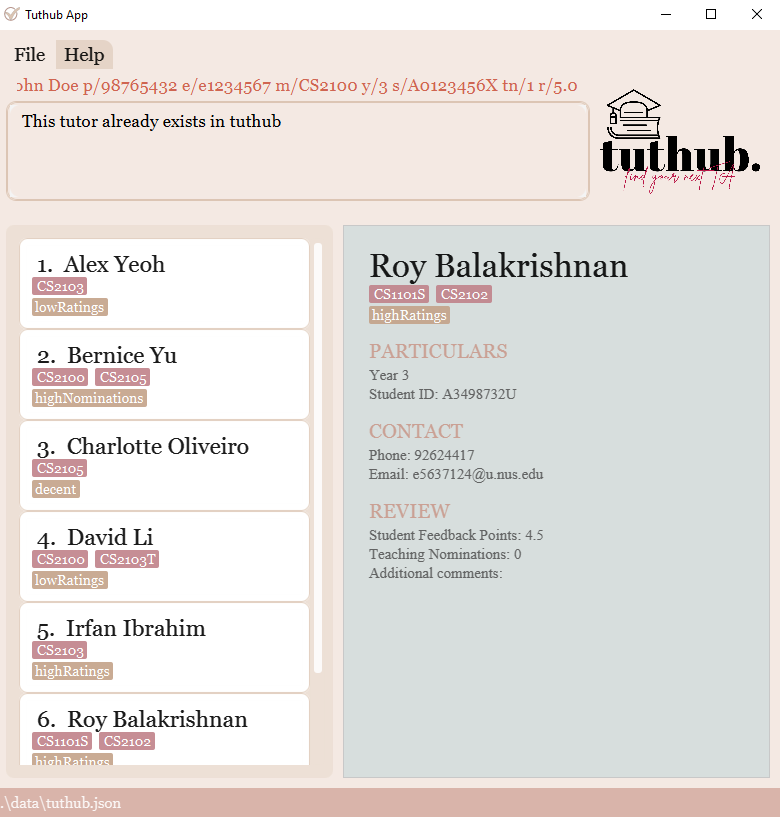 Tuthub App
File Help
ohn Doe p/98765432 e/e1234567 m/CS2100 y/3 s/A0123456X tn/1 r/5.0
This tutor already exists in tuthub
tuthub.
find your next TA
1. Alex Yeoh
CS2103
lowRatings
2. Bernice Yu
CS2100 CS2105
highNominations
3. Charlotte Oliveiro
CS2105
decent
4. David Li
CS2100 CS2103T
lowRatings
5. Irfan Ibrahim
CS2103
highRatings
6. Roy Balakrishnan
CS1101S CS2102
highRatings
Roy Balakrishnan
CS1101S CS2102
highRatings
PARTICULARS
Year 3
Student ID: A3498732U
CONTACT
Phone: 92624417
Email: e5637124@u.nus.edu
REVIEW
Student Feedback Points: 4.5
Teaching Nominations: 0
Additional comments:
.\data\tuthub.json